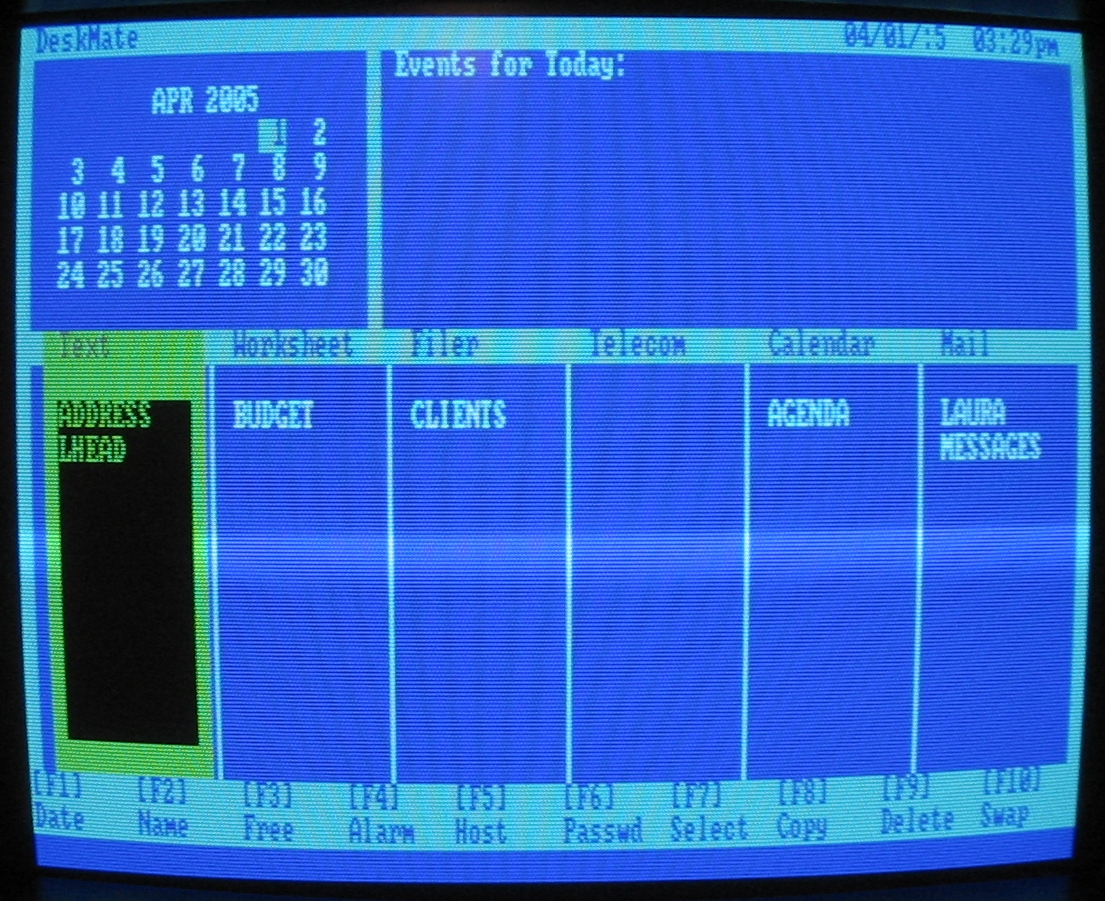 DeskMate 04/01/:5 03:29pm
Events for Today:
APR 2005
1 2
3 4 5 6 7 8 9
10 11 12 13 14 15 16
17 18 19 20 21 22 23
24 25 26 27 28 29 30
Text Worksheet Filer Telecom Calendar Mail
ADDRESS BUDGET CLIENTS AGENDA LAURA
LHEAD MESSAGES
[F1] [F2] [F3] [F4] [F5] [F6] [F7] [F8] [F9] [F10]
Date Name Free Alarm Host Passwd Select Copy Delete Swap